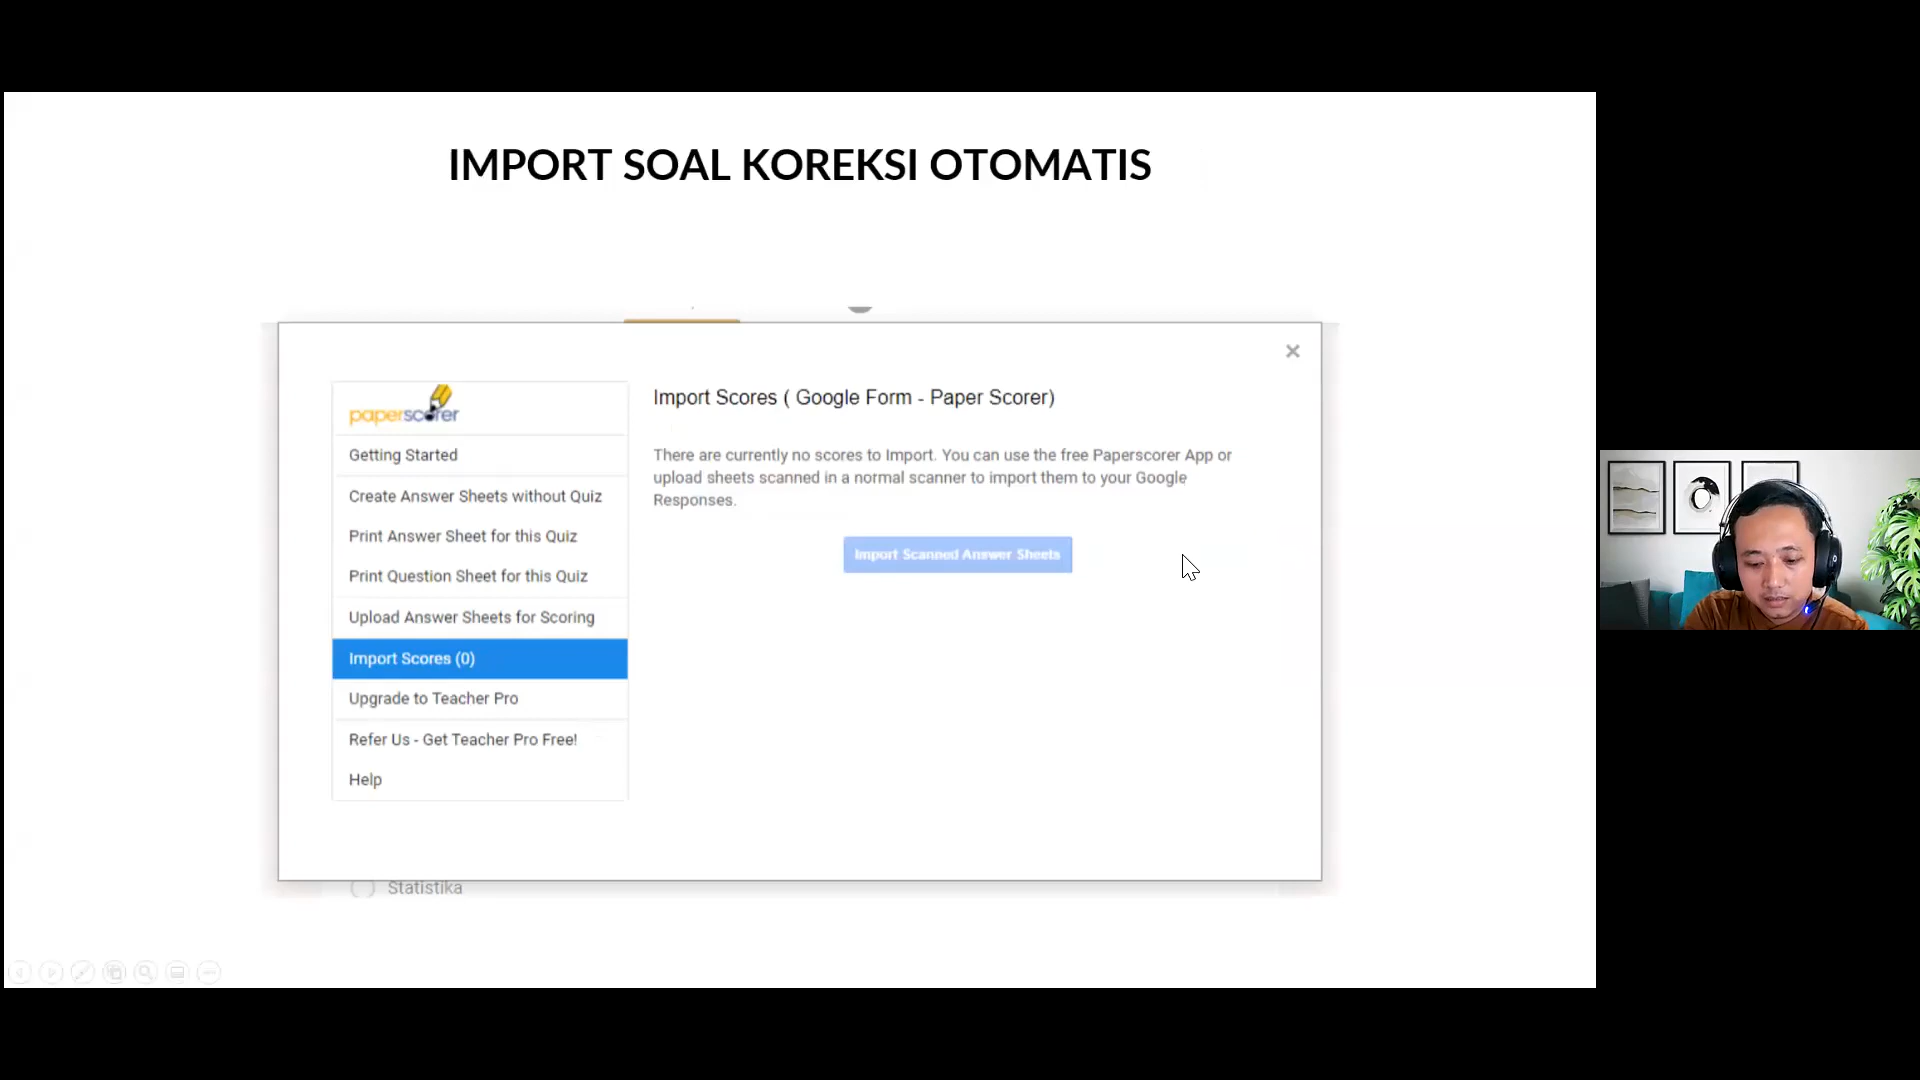 IMPORT SOAL KOREKSI OTOMATIS
paperscorer
Getting Started
Create Answer Sheets without Quiz
Print Answer Sheet for this Quiz
Print Question Sheet for this Quiz
Upload Answer Sheets for Scoring
Import Scores (0)
Upgrade to Teacher Pro
Refer Us - Get Teacher Pro Free!
Help
Import Scores ( Google Form - Paper Scorer)
There are currently no scores to Import. You can use the free Paperscorer App or
upload sheets scanned in a normal scanner to import them to your Google
Responses.
Import Scanned Answer Sheets
Statistika